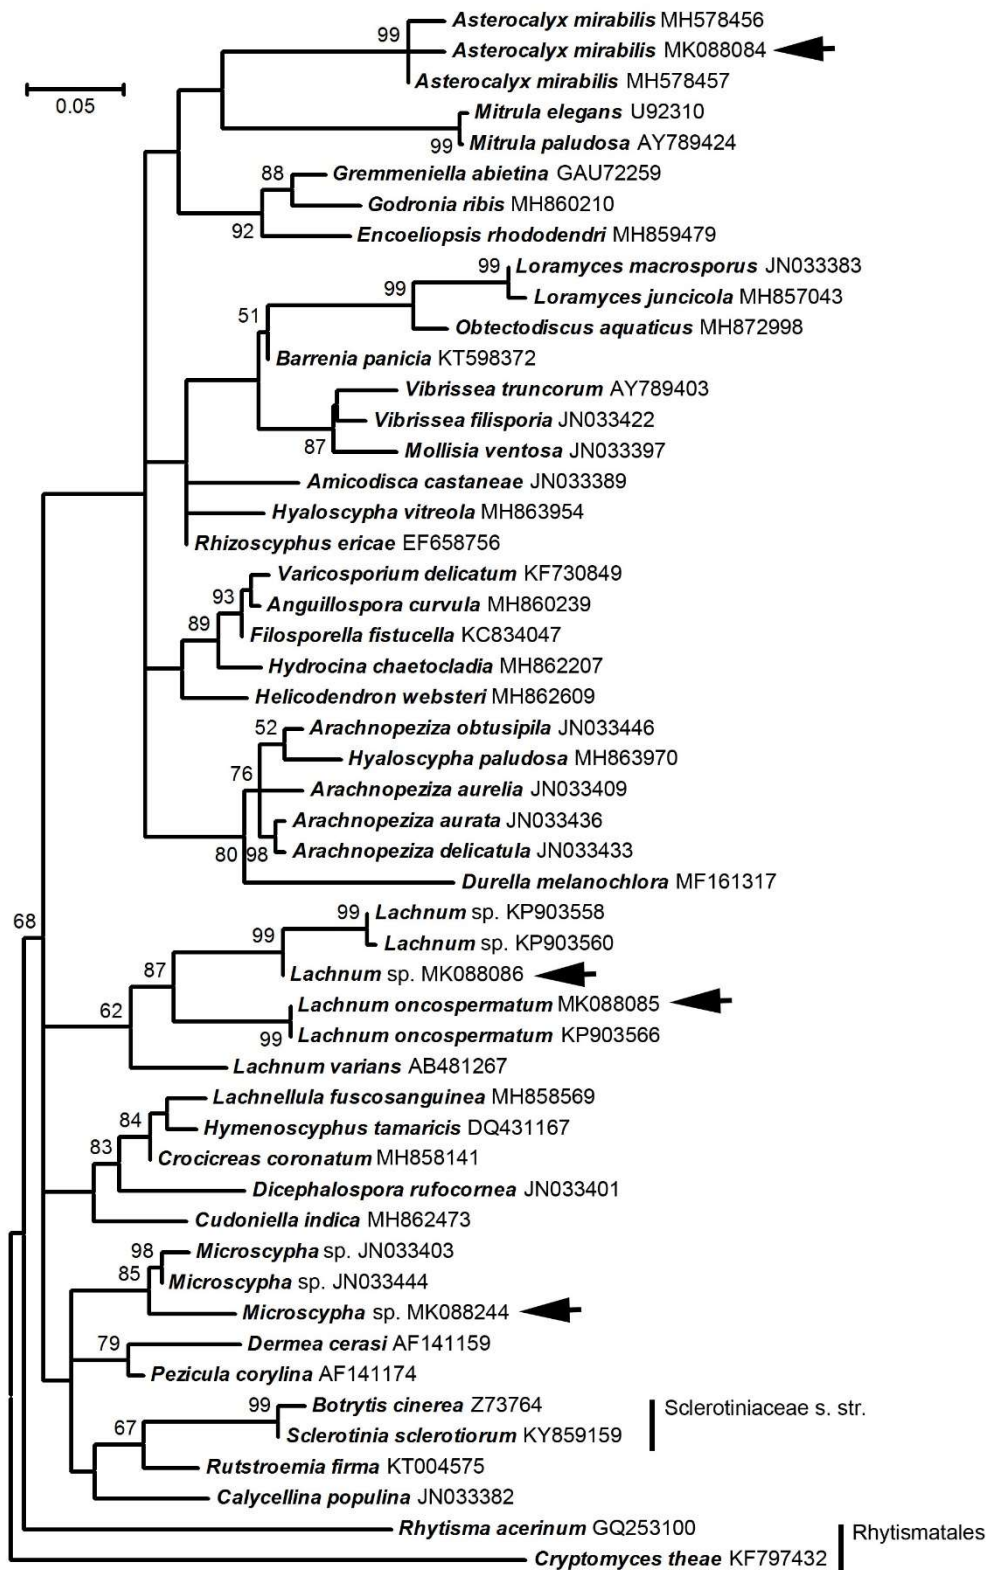 Asterocalyx mirabilis MH578456
99
Asterocalyx mirabilis MK088084
Asterocalyx mirabilis MH578457
0.05
Mitrula elegans U92310
99 Mitrula paludosa AY789424
88 Gremmeniella abietina GAU72259
Godronia ribis MH860210
92 Encoeliopsis rhododendri MH859479
99 Loramyces macrosporus JN033383
99 Loramyces juncicola MH857043
51 Obtectodiscus aquaticus MH872998
Barrenia panicia KT598372
Vibrissea truncorum AY789403
Vibrissea filisporia JN033422
87 Mollisia ventosa JN033397
Amicodisca castaneae JN033389
Hyaloscypha vitreola MH863954
Rhizoscyphus ericae EF658756
Varicosporium delicatum KF730849
93 Anguillospora curvula MH860239
89 Filosporella fistucella KC834047
Hydrocina chaetocladia MH862207
Helicodendron websteri MH862609
52 Arachnopeziza obtusipila JN033446
Hyaloscypha paludosa MH863970
76 Arachnopeziza aurelia JN033409
Arachnopeziza aurata JN033436
80 98 Arachnopeziza delicatula JN033433
Durella melanochlora MF161317
68 99 Lachnum sp. KP903558
99 Lachnum sp. KP903560
87 Lachnum sp. MK088086
62 Lachnum oncospermatum MK088085
99 Lachnum oncospermatum KP903566
Lachnum varians AB481267
Lachnellula fuscosanguinea MH858569
84 Hymenoscyphus tamaricis DQ431167
83 Crocicreas coronatum MH858141
Dicephalospora rufocornea JN033401
Cudoniella indica MH862473
98 Microscypha sp. JN033403
85 Microscypha sp. JN033444
Microscypha sp. MK088244
79 Dermea cerasi AF141159
Pezicula corylina AF141174
99 Botrytis cinerea Z73764
Sclerotiniaceae s. str.
67 Sclerotinia sclerotiorum KY859159
Rutstroemia firma KT004575
Calycellina populina JN033382
Rhytisma acerinum GQ253100
Rhytismatales
Cryptomyces theae KF797432